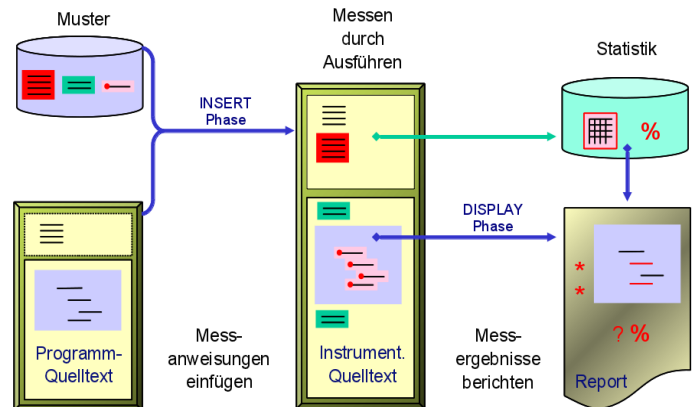 Muster
Messen
durch
Ausführen
Statistik
INSERT
Phase
%
DISPLAY
Phase
*
*
? %
Programm-
Quelltext
Mess-
anweisungen
einfügen
Instrument.
Quelltext
Mess-
ergebnisse
berichten
Report